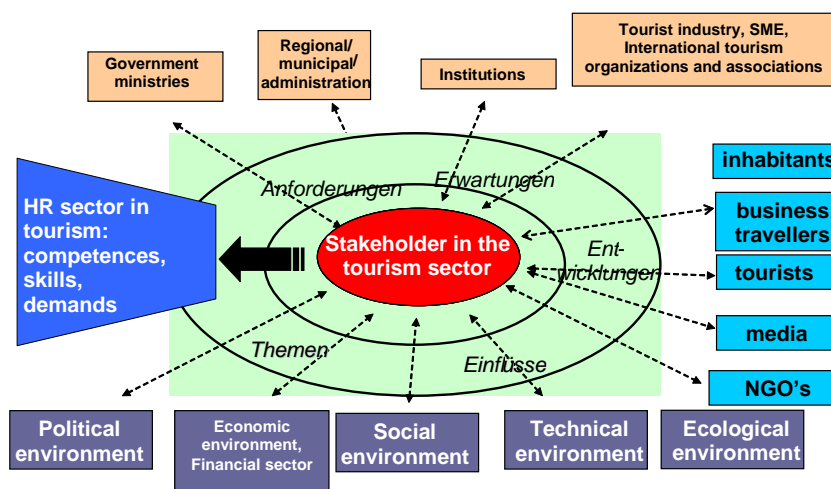 Government
ministries
Regional/
municipal/
administration
Institutions
Tourist industry, SME,
International tourism
organizations and associations
inhabitants
business
travellers
tourists
media
NGO's
HR sector in
tourism:
competences,
skills,
demands
Anforderungen
Erwartungen
Stakeholder in the
tourism sector
Ent-
wicklungen
Themen
Einflüsse
Political
environment
Economic
environment,
Financial sector
Social
environment
Technical
environment
Ecological
environment